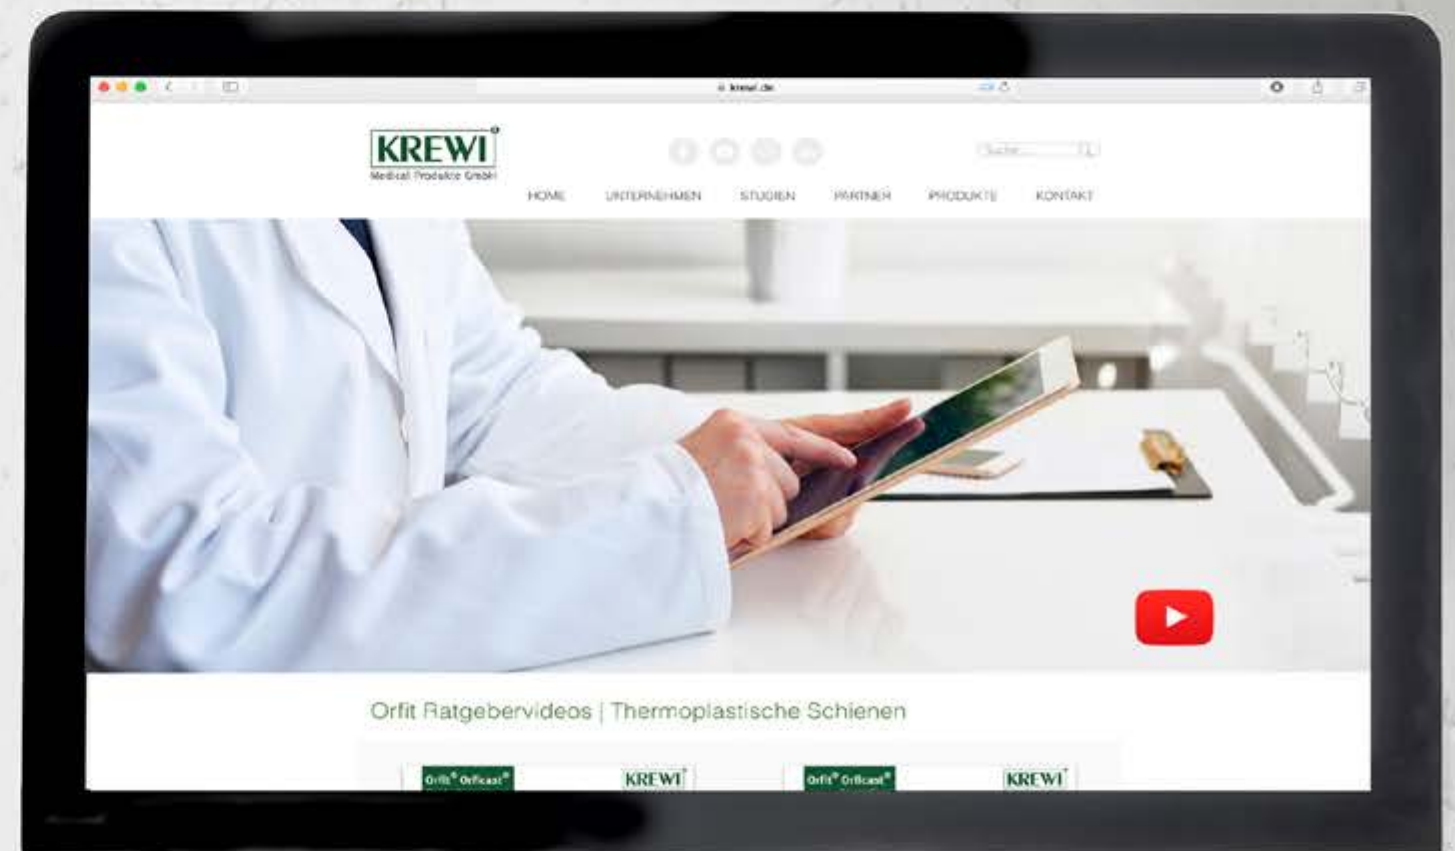 krewi.de
KREWI®
Medical Produkte GmbH
Suche ...
HOME UNTERNEHMEN STUDIEN PARTNER PRODUKTE KONTAKT
Orfit Ratgebervideos | Thermoplastische Schienen
Orfit® Orficast® KREWI® Orfit® Orficast® KREWI®